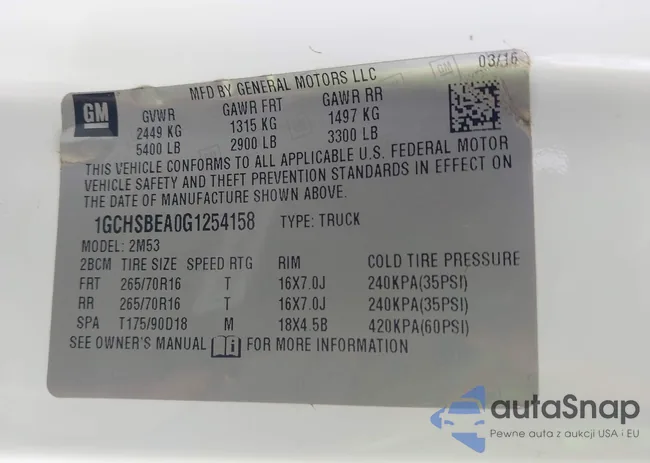 03/16
MFD BY GENERAL MOTORS LLC
GM
GVWR GAWR FRT GAWR RR
2449 KG 1315 KG 1497 KG
5400 LB 2900 LB 3300 LB
THIS VEHICLE CONFORMS TO ALL APPLICABLE U.S. FEDERAL MOTOR
VEHICLE SAFETY AND THEFT PREVENTION STANDARDS IN EFFECT ON
THE DATE OF MANUFACTURE SHOWN ABOVE.
1GCHSBEA0G1254158 TYPE: TRUCK
MODEL: 2M53
2BCM TIRE SIZE SPEED RTG RIM COLD TIRE PRESSURE
FRT 265/70R16 T 16X7.0J 240KPA(35PSI)
RR 265/70R16 T 16X7.0J 240KPA(35PSI)
SPA T175/90D18 M 18X4.5B 420KPA(60PSI)
SEE OWNER'S MANUAL FOR MORE INFORMATION
autaSnap
Pewne auta z aukcji USA i EU